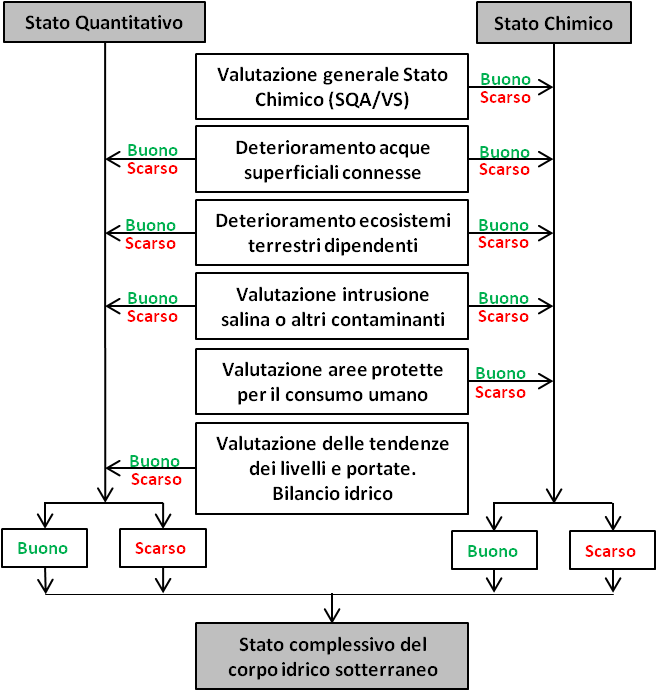 Stato Quantitativo
Stato Chimico
Valutazione generale Stato
Chimico (SQA/VS)
Buono
Scarso
Buono
Scarso
Deterioramento acque
superficiali connesse
Buono
Scarso
Buono
Scarso
Deterioramento ecosistemi
terrestri dipendenti
Buono
Scarso
Buono
Scarso
Valutazione intrusione
salina o altri contaminanti
Buono
Scarso
Valutazione aree protette
per il consumo umano
Buono
Scarso
Buono
Scarso
Valutazione delle tendenze
dei livelli e portate.
Bilancio idrico
Buono
Scarso
Buono
Scarso
Stato complessivo del
corpo idrico sotterraneo